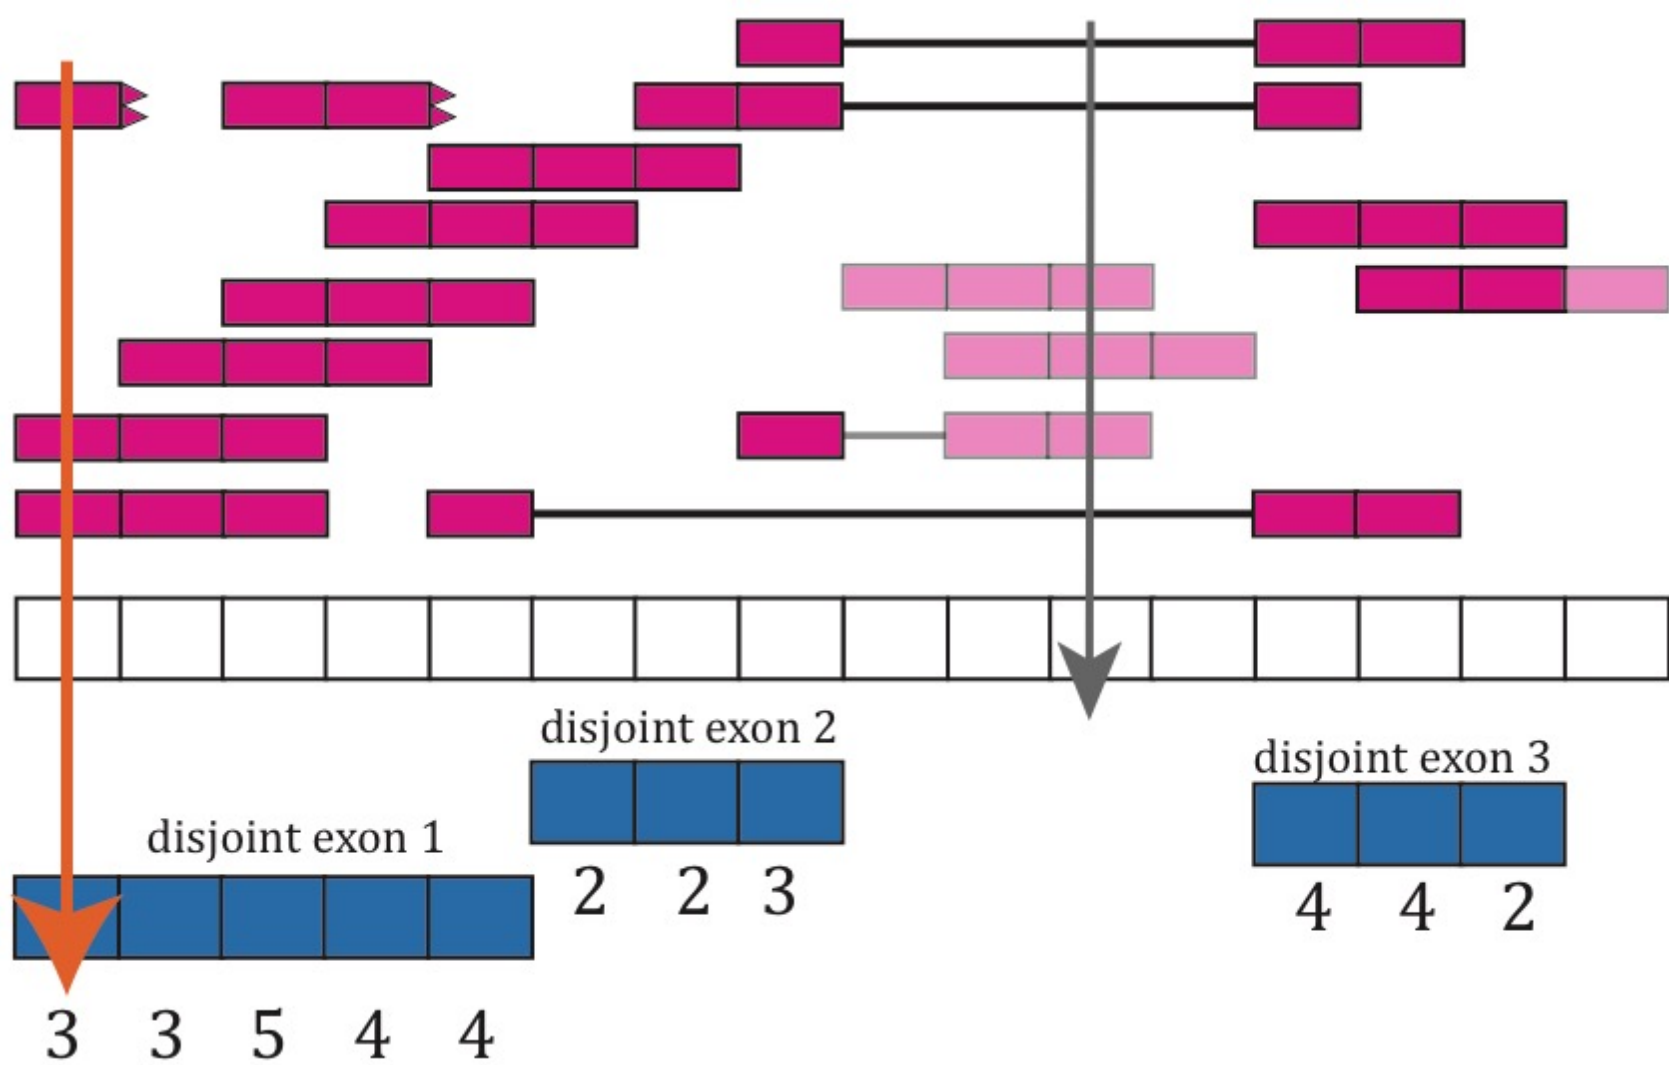 disjoint exon 2
disjoint exon 3
disjoint exon 1
2 2 3
4 4 2
3 3 5 4 4